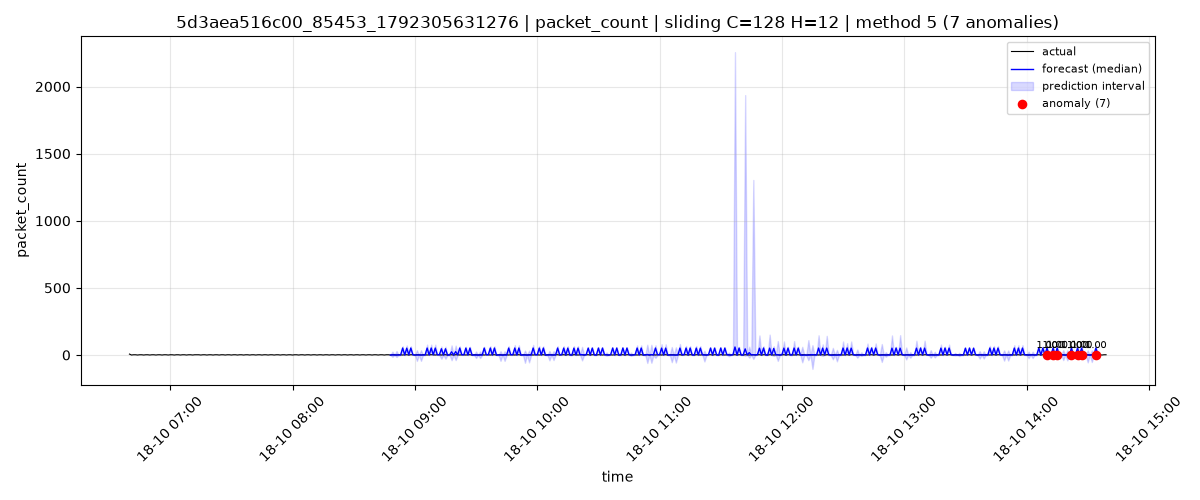 5d3aea516c00_85453_1792305631276 | packet_count | sliding C=128 H=12 | method 5 (7 anomalies)
actual
forecast (median)
prediction interval
anomaly (7)
packet_count
2000
1500
1000
500
0
18-10 07:00
18-10 08:00
18-10 09:00
18-10 10:00
18-10 11:00
18-10 12:00
18-10 13:00
18-10 14:00
18-10 15:00
time